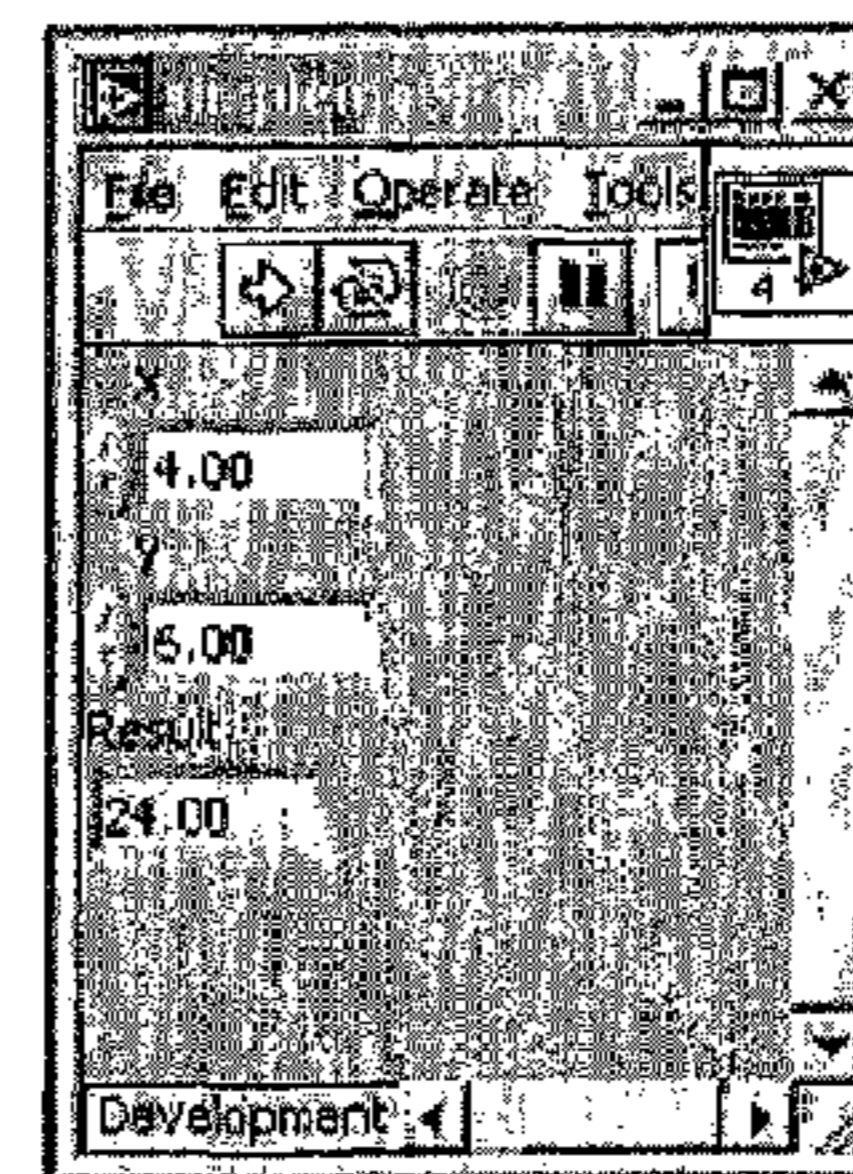 File Edit Operate Tools
4
x
4.00
y
6.00
Result
24.00
Development